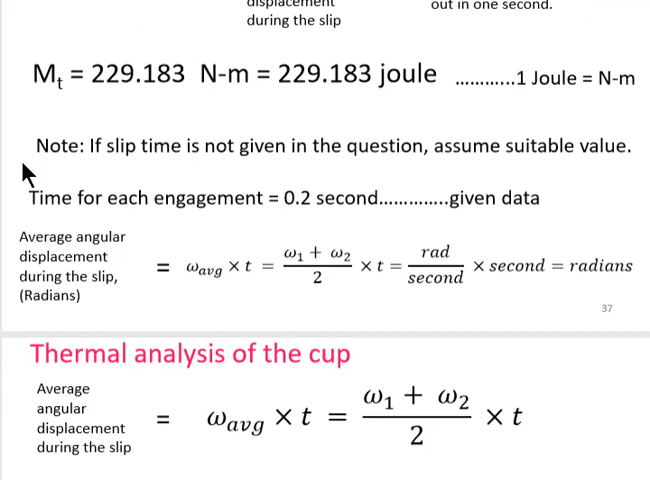 displacement out in one second.
during the slip
Mt = 229.183 N-m = 229.183 joule ............1 Joule = N-m
Note: If slip time is not given in the question, assume suitable value.
Time for each engagement = 0.2 second..............given data
Average angular
displacement
during the slip,
(Radians)
= ωavg × t = (ω1 + ω2)/2 × t = rad/second × second = radians
37
Thermal analysis of the cup
Average
angular
displacement
during the slip
= ωavg × t = (ω1 + ω2)/2 × t